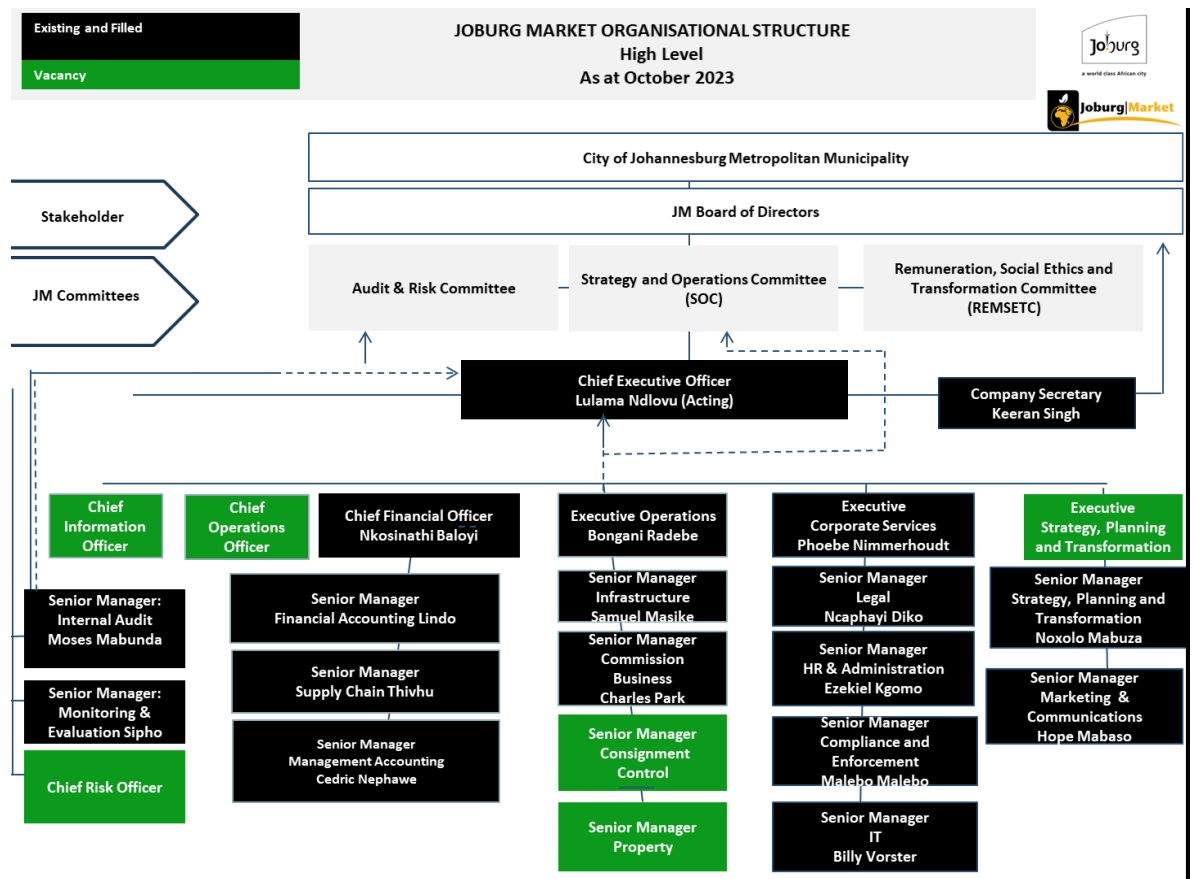 Existing and Filled
Vacancy
JOBURG MARKET ORGANISATIONAL STRUCTURE
High Level
As at October 2023
Joburg
a world class African city
Joburg|Market
City of Johannesburg Metropolitan Municipality
JM Board of Directors
Stakeholder
JM Committees
Audit & Risk Committee
Strategy and Operations Committee
(SOC)
Remuneration, Social Ethics and
Transformation Committee
(REMSETC)
Chief Executive Officer
Lulama Ndlovu (Acting)
Company Secretary
Keeran Singh
Chief
Information
Officer
Chief
Operations
Officer
Chief Financial Officer
Nkosinathi Baloyi
Executive Operations
Bongani Radebe
Executive
Corporate Services
Phoebe Nimmerhoudt
Executive
Strategy, Planning
and Transformation
Senior Manager:
Internal Audit
Moses Mabunda
Senior Manager:
Monitoring &
Evaluation Sipho
Chief Risk Officer
Senior Manager
Financial Accounting Lindo
Senior Manager
Supply Chain Thivhu
Senior Manager
Management Accounting
Cedric Nephawe
Senior Manager
Infrastructure
Samuel Masike
Senior Manager
Commission
Business
Charles Park
Senior Manager
Consignment
Control
Senior Manager
Property
Senior Manager
Legal
Ncaphayi Diko
Senior Manager
HR & Administration
Ezekiel Kgomo
Senior Manager
Compliance and
Enforcement
Malebo Malebo
Senior Manager
IT
Billy Vorster
Senior Manager
Strategy, Planning and
Transformation
Noxolo Mabuza
Senior Manager
Marketing &
Communications
Hope Mabaso